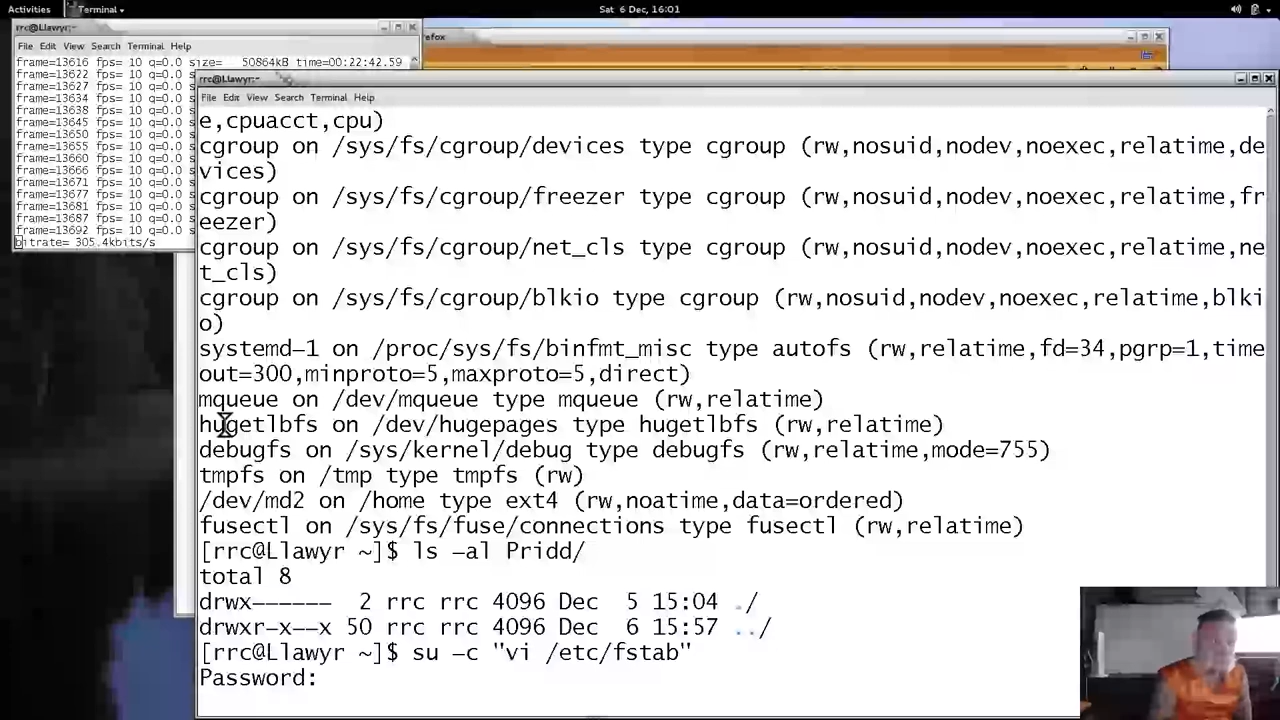 Activities Terminal Sat 6 Dec, 16:01
rrc@Llawyr:~
File Edit View Search Terminal Help
frame=13616 fps= 10 q=0.0 size= 50864kB time=00:22:42.59
frame=13622 fps= 10 q=0.0 s
frame=13627 fps= 10 q=0.0 s
frame=13634 fps= 10 q=0.0 s
frame=13638 fps= 10 q=0.0 s
frame=13645 fps= 10 q=0.0 s
frame=13650 fps= 10 q=0.0 s
frame=13655 fps= 10 q=0.0 s
frame=13660 fps= 10 q=0.0 s
frame=13666 fps= 10 q=0.0 s
frame=13671 fps= 10 q=0.0 s
frame=13677 fps= 10 q=0.0 s
frame=13681 fps= 10 q=0.0 s
frame=13687 fps= 10 q=0.0 s
frame=13692 fps= 10 q=0.0 s
bitrate= 305.4kbits/s
efox
rrc@Llawyr:~
File Edit View Search Terminal Help
e,cpuacct,cpu)
cgroup on /sys/fs/cgroup/devices type cgroup (rw,nosuid,nodev,noexec,relatime,de
vices)
cgroup on /sys/fs/cgroup/freezer type cgroup (rw,nosuid,nodev,noexec,relatime,fr
eezer)
cgroup on /sys/fs/cgroup/net_cls type cgroup (rw,nosuid,nodev,noexec,relatime,ne
t_cls)
cgroup on /sys/fs/cgroup/blkio type cgroup (rw,nosuid,nodev,noexec,relatime,blki
o)
systemd-1 on /proc/sys/fs/binfmt_misc type autofs (rw,relatime,fd=34,pgrp=1,time
out=300,minproto=5,maxproto=5,direct)
mqueue on /dev/mqueue type mqueue (rw,relatime)
hugetlbfs on /dev/hugepages type hugetlbfs (rw,relatime)
debugfs on /sys/kernel/debug type debugfs (rw,relatime,mode=755)
tmpfs on /tmp type tmpfs (rw)
/dev/md2 on /home type ext4 (rw,noatime,data=ordered)
fusectl on /sys/fs/fuse/connections type fusectl (rw,relatime)
[rrc@Llawyr ~]$ ls -al Pridd/
total 8
drwx------ 2 rrc rrc 4096 Dec 5 15:04 ./
drwxr-x--x 50 rrc rrc 4096 Dec 6 15:57 ../
[rrc@Llawyr ~]$ su -c "vi /etc/fstab"
Password: